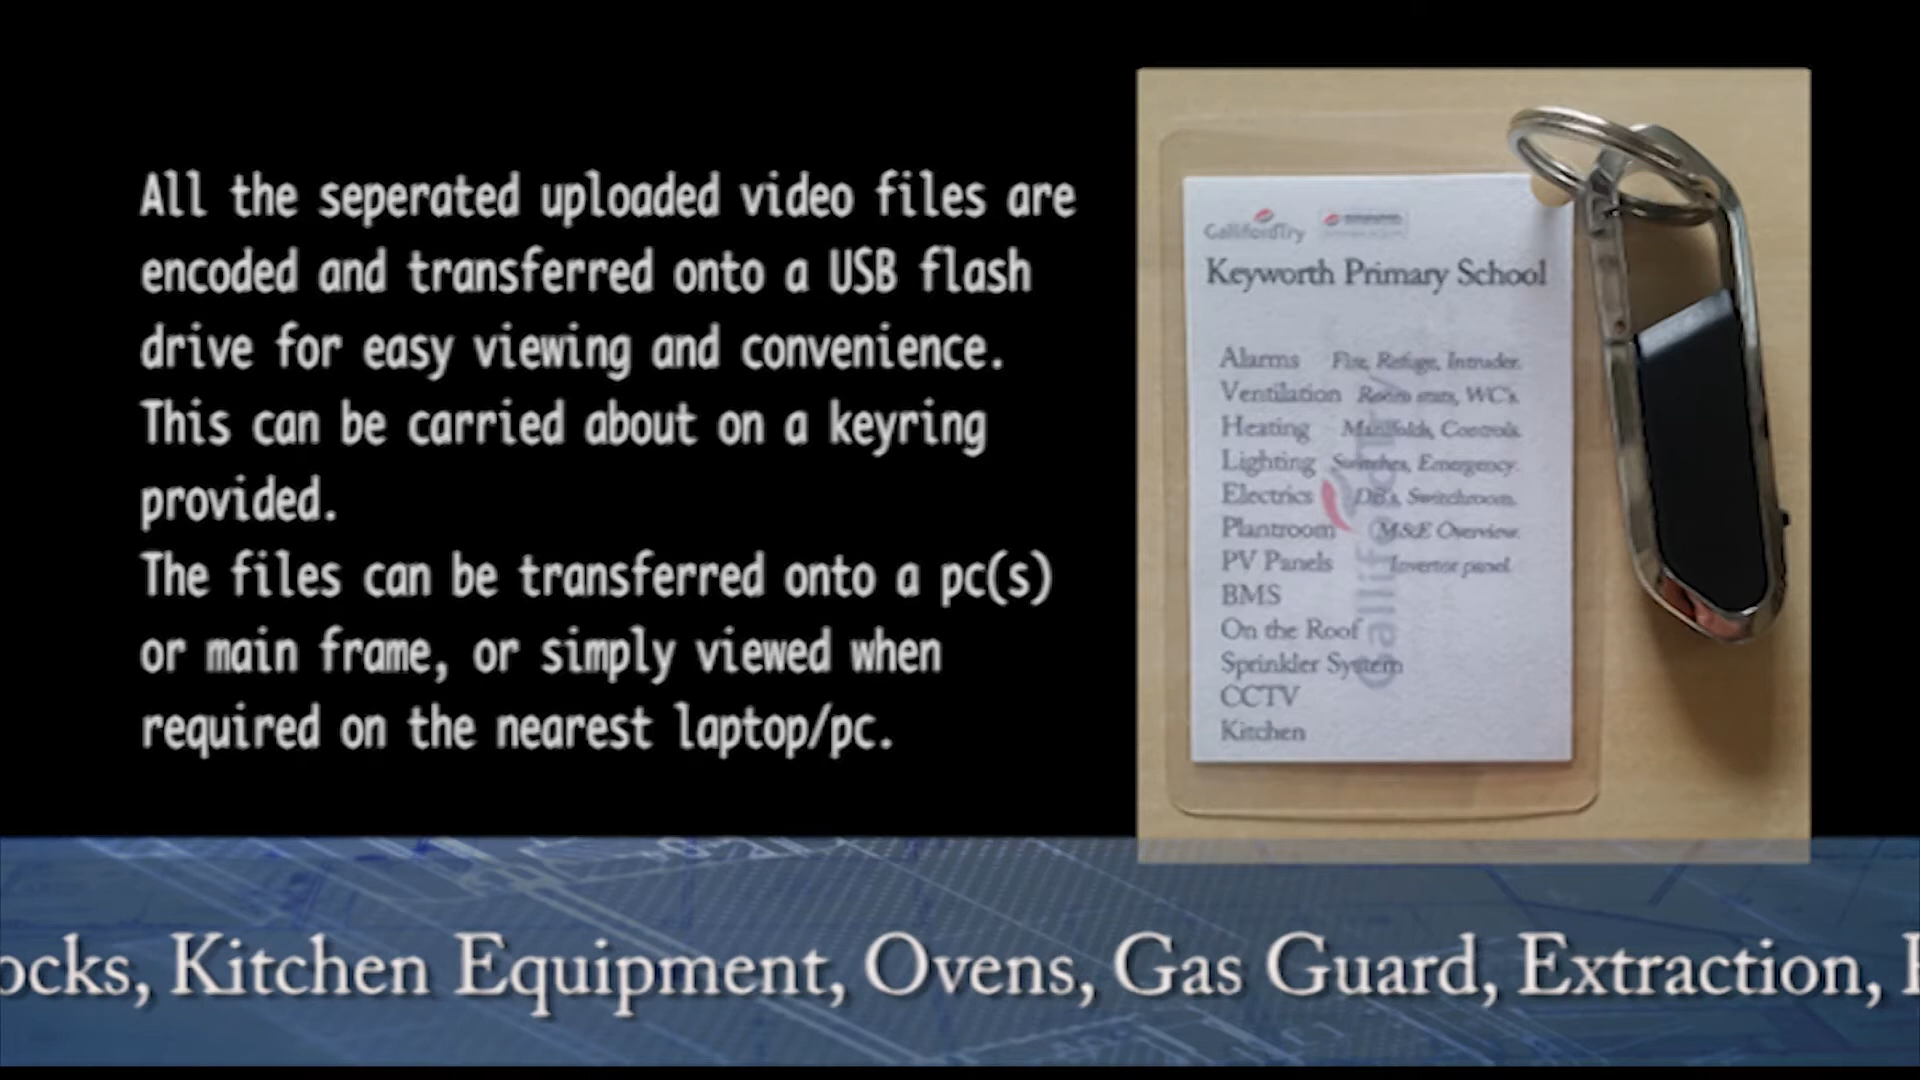 All the seperated uploaded video files are
encoded and transferred onto a USB flash
drive for easy viewing and convenience.
This can be carried about on a keyring
provided.
The files can be transferred onto a pc(s)
or main frame, or simply viewed when
required on the nearest laptop/pc.
GallifordTry
Keyworth Primary School
Alarms Fire, Refuge, Intruder.
Ventilation Room stats, WC's.
Heating Manifolds, Controls.
Lighting Switches, Emergency.
Electrics DB's, Switchroom.
Plantroom M&E Overview.
PV Panels Invertor panel.
BMS
On the Roof
Sprinkler System
CCTV
Kitchen
GallifordTry
ocks, Kitchen Equipment, Ovens, Gas Guard, Extraction,